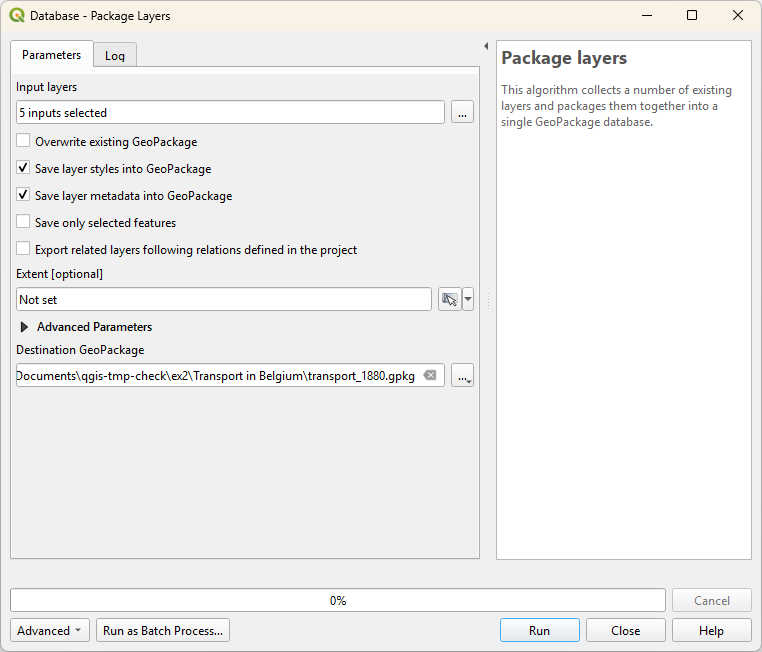 Database - Package Layers
Parameters
Log
Input layers
5 inputs selected
...
Overwrite existing GeoPackage
Save layer styles into GeoPackage
Save layer metadata into GeoPackage
Save only selected features
Export related layers following relations defined in the project
Extent [optional]
Not set
Advanced Parameters
Destination GeoPackage
Documents\qgis-tmp-check\ex2\Transport in Belgium\transport_1880.gpkg
...
Package layers
This algorithm collects a number of existing
layers and packages them together into a
single GeoPackage database.
0%
Cancel
Advanced
Run as Batch Process...
Run
Close
Help